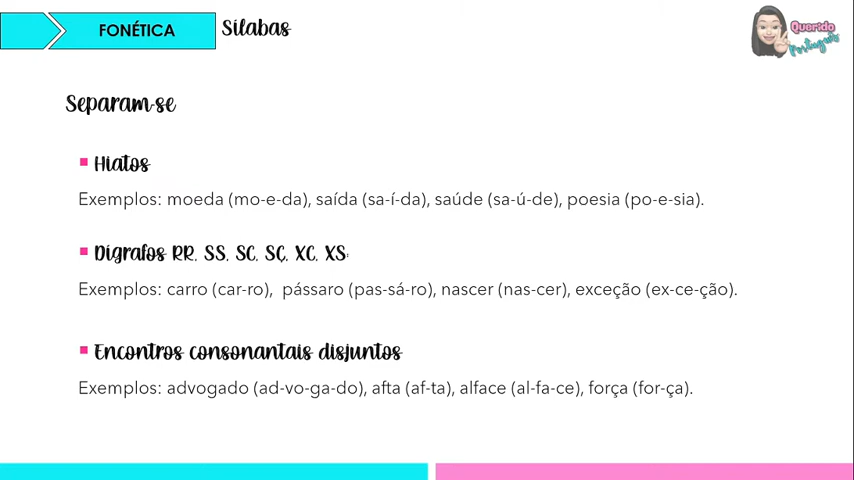 FONÉTICA Sílabas
Querido
Português
Separam-se
Hiatos
Exemplos: moeda (mo-e-da), saída (sa-í-da), saúde (sa-ú-de), poesia (po-e-sia).
Dígrafos RR, SS, SC, SÇ, XC, XS:
Exemplos: carro (car-ro), pássaro (pas-sá-ro), nascer (nas-cer), exceção (ex-ce-ção).
Encontros consonantais disjuntos
Exemplos: advogado (ad-vo-ga-do), afta (af-ta), alface (al-fa-ce), força (for-ça).